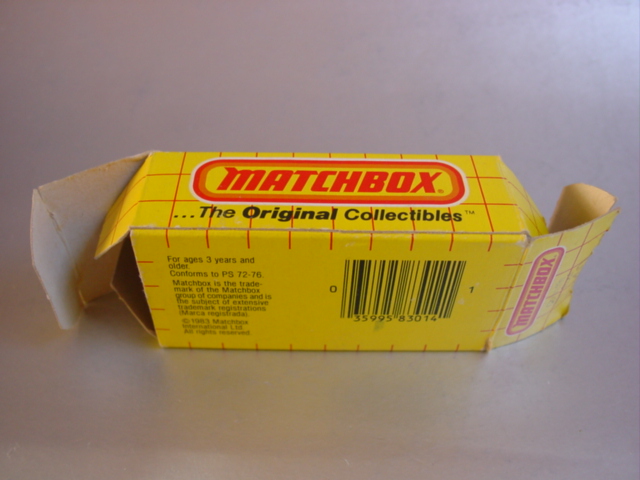 MATCHBOX®
...The Original Collectibles™
For ages 3 years and
older.
Conforms to PS 72-76.
Matchbox is the trade-
mark of the Matchbox
group of companies and is
the subject of extensive
trademark registrations
(Marca registrada).
©1983 Matchbox
International Ltd.
All rights reserved.
0 35995 83014 1
MATCHBOX